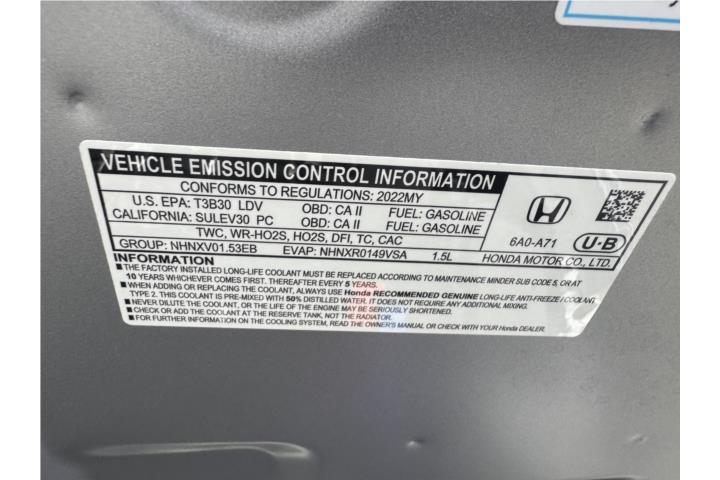 VEHICLE EMISSION CONTROL INFORMATION
CONFORMS TO REGULATIONS: 2022MY
U.S. EPA: T3B30 LDV OBD: CA II FUEL: GASOLINE
CALIFORNIA: SULEV30 PC OBD: CA II FUEL: GASOLINE
TWC, WR-HO2S, HO2S, DFI, TC, CAC
GROUP: NHNXV01.53EB EVAP: NHNXR0149VSA 1.5L
6A0-A71
U-B
HONDA MOTOR CO., LTD.
INFORMATION
■ THE FACTORY INSTALLED LONG-LIFE COOLANT MUST BE REPLACED ACCORDING TO MAINTENANCE MINDER SUB CODE 5, OR AT
10 YEARS WHICHEVER COMES FIRST. THEREAFTER EVERY 5 YEARS.
■ WHEN ADDING OR REPLACING COOLANT, ALWAYS USE Honda RECOMMENDED GENUINE LONG-LIFE ANTI-FREEZE / COOLANT
TYPE 2. THIS COOLANT IS PRE-MIXED WITH 50% DISTILLED WATER. IT DOES NOT REQUIRE ANY ADDITIONAL MIXING.
■ NEVER DILUTE THE COOLANT, OR THE LIFE OF THE ENGINE MAY BE SERIOUSLY SHORTENED.
■ CHECK OR ADD THE COOLANT AT THE RESERVE TANK, NOT THE RADIATOR.
■ FOR FURTHER INFORMATION ON THE COOLING SYSTEM, READ THE OWNER'S MANUAL OR CHECK WITH YOUR Honda DEALER.